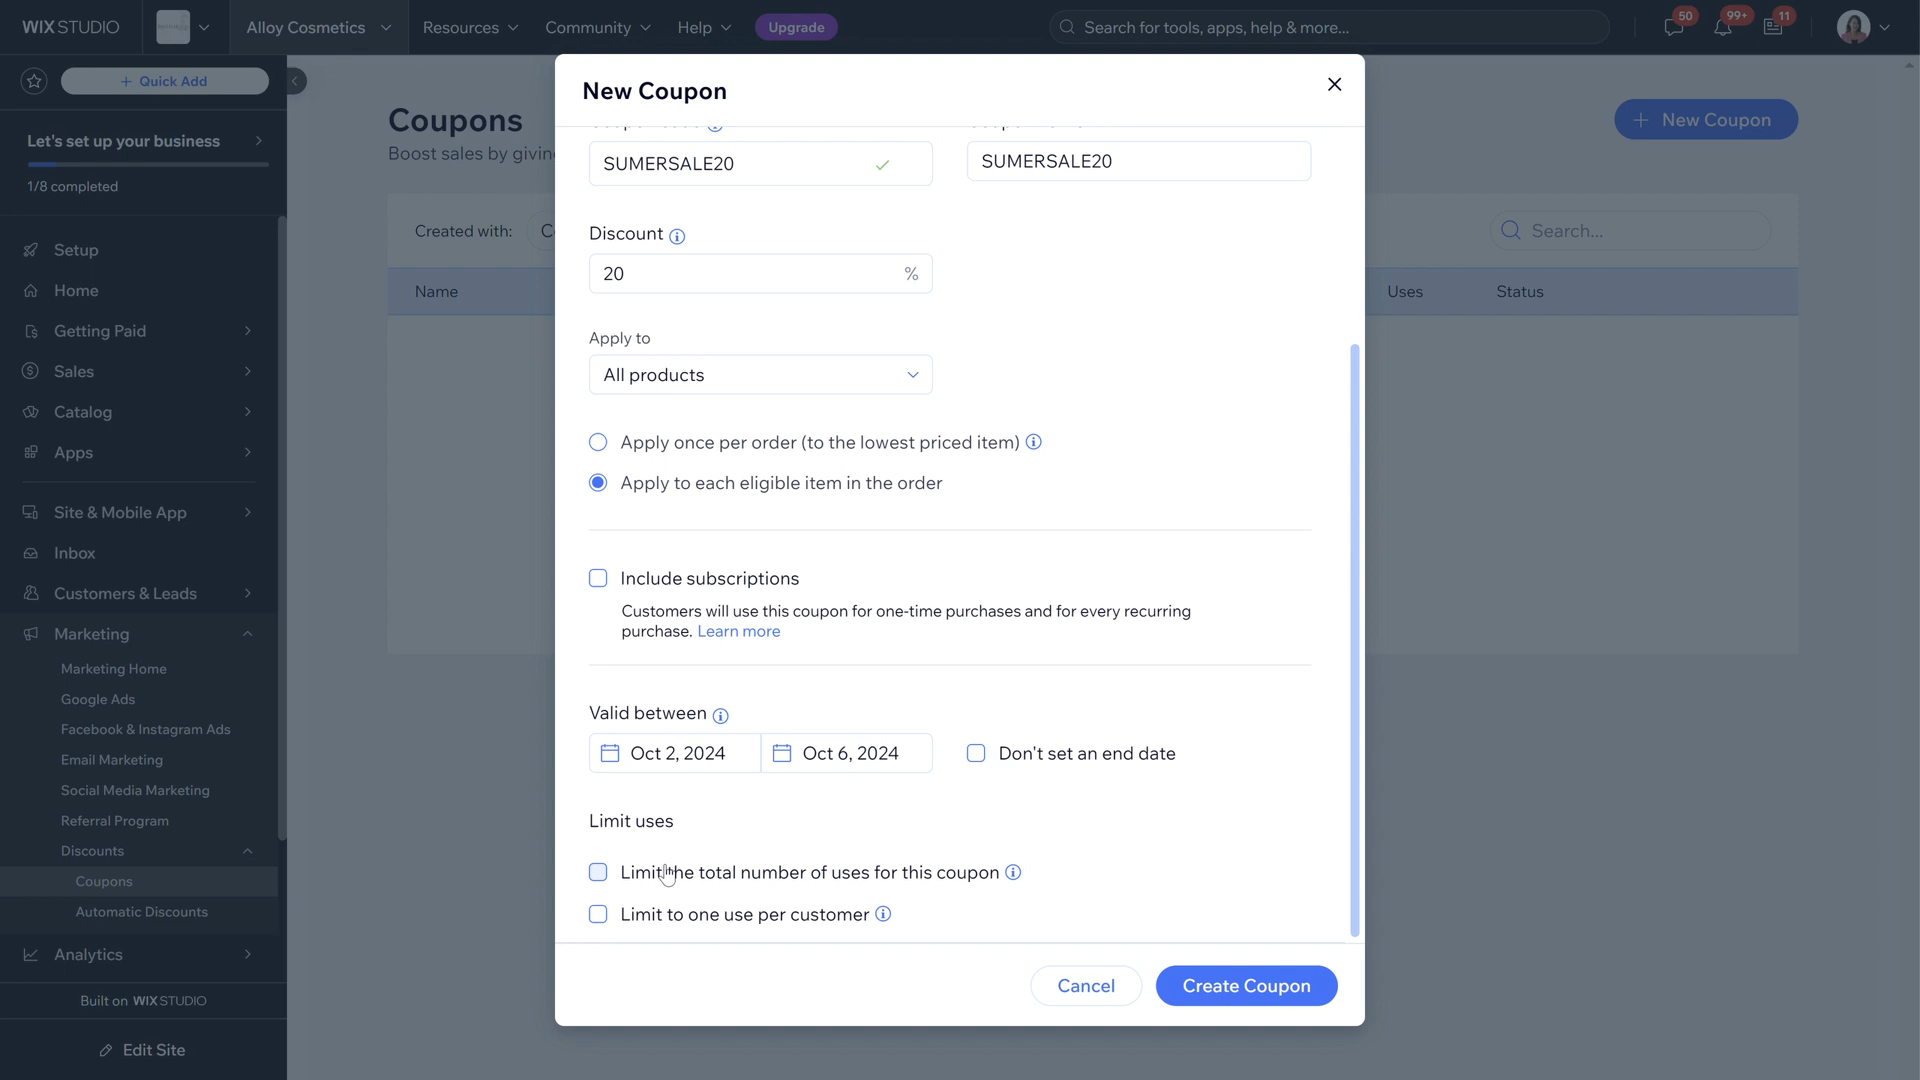 WIX STUDIO
Alloy Cosmetics
Resources
Community
Help
Upgrade
Search for tools, apps, help & more...
50
99+
11
+ Quick Add
Let's set up your business
1/8 completed
Setup
Home
Getting Paid
Sales
Catalog
Apps
Site & Mobile App
Inbox
Customers & Leads
Marketing
Marketing Home
Google Ads
Facebook & Instagram Ads
Email Marketing
Social Media Marketing
Referral Program
Discounts
Coupons
Automatic Discounts
Analytics
Built on WIX STUDIO
Edit Site
Coupons
Boost sales by
+ New Coupon
Created with:
Search...
Name
Uses
Status
New Coupon
SUMERSALE20
SUMERSALE20
Discount
20 %
Apply to
All products
Apply once per order (to the lowest priced item)
Apply to each eligible item in the order
Include subscriptions
Customers will use this coupon for one-time purchases and for every recurring
purchase. Learn more
Valid between
Oct 2, 2024
Oct 6, 2024
Don't set an end date
Limit uses
Limit the total number of uses for this coupon
Limit to one use per customer
Cancel
Create Coupon